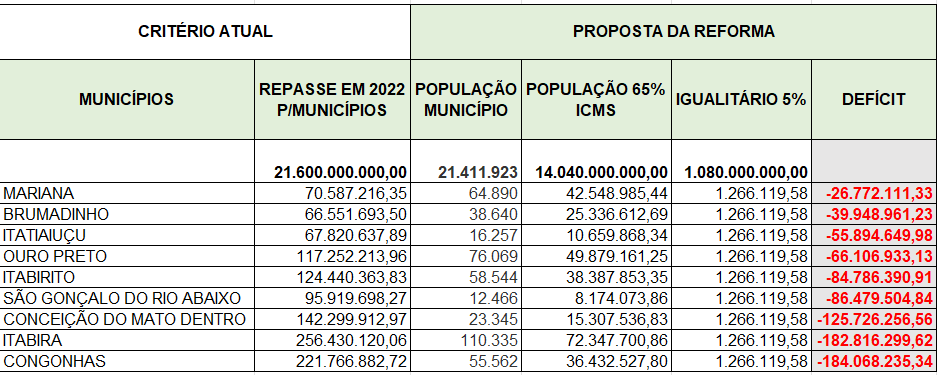 CRITÉRIO ATUAL PROPOSTA DA REFORMA
MUNICÍPIOS REPASSE EM 2022 P/MUNICÍPIOS POPULAÇÃO MUNICÍPIO POPULAÇÃO 65% ICMS IGUALITÁRIO 5% DEFÍCIT
21.600.000.000,00 21.411.923 14.040.000.000,00 1.080.000.000,00
MARIANA 70.587.216,35 64.890 42.548.985,44 1.266.119,58 -26.772.111,33
BRUMADINHO 66.551.693,50 38.640 25.336.612,69 1.266.119,58 -39.948.961,23
ITATIAIUÇU 67.820.637,89 16.257 10.659.868,34 1.266.119,58 -55.894.649,98
OURO PRETO 117.252.213,96 76.069 49.879.161,25 1.266.119,58 -66.106.933,13
ITABIRITO 124.440.363,83 58.544 38.387.853,35 1.266.119,58 -84.786.390,91
SÃO GONÇALO DO RIO ABAIXO 95.919.698,27 12.466 8.174.073,86 1.266.119,58 -86.479.504,84
CONCEIÇÃO DO MATO DENTRO 142.299.912,97 23.345 15.307.536,83 1.266.119,58 -125.726.256,56
ITABIRA 256.430.120,06 110.335 72.347.700,86 1.266.119,58 -182.816.299,62
CONGONHAS 221.766.882,72 55.562 36.432.527,80 1.266.119,58 -184.068.235,34